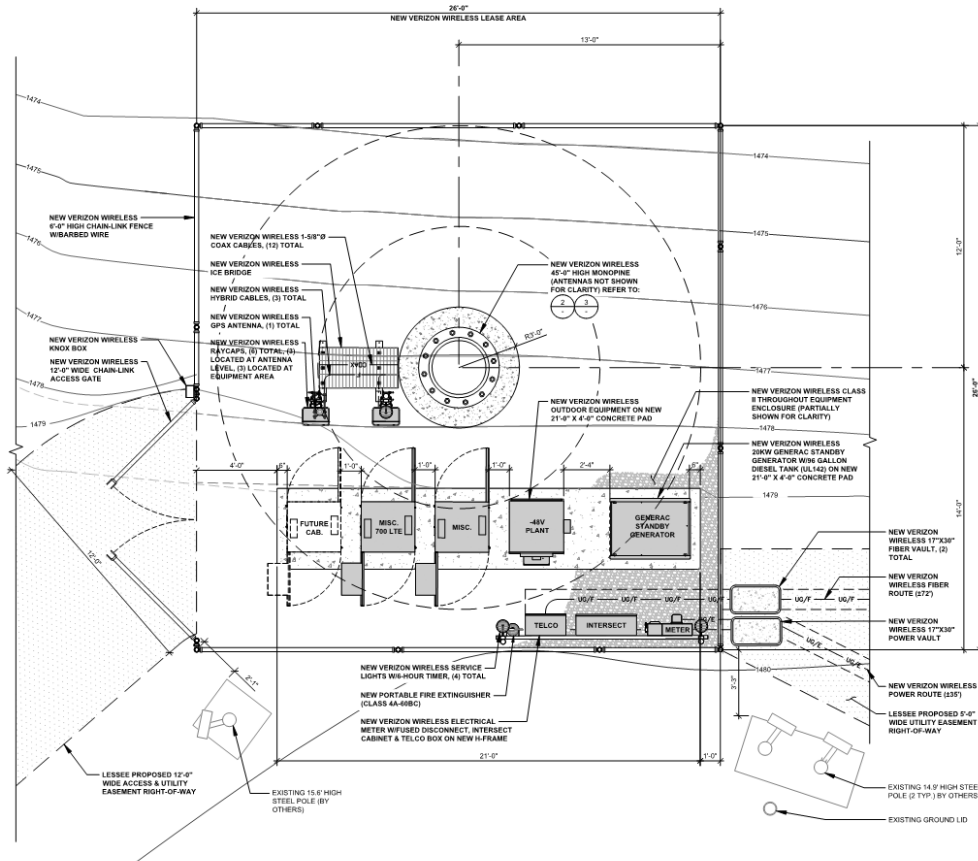 26'-0"
NEW VERIZON WIRELESS LEASE AREA
13'-0"
1474
1474
1475
1475
1476
1476
1477
1477
1478
1478
1479
1479
1480
NEW VERIZON WIRELESS
6'-0" HIGH CHAIN-LINK FENCE
W/BARBED WIRE
NEW VERIZON WIRELESS 1-5/8"Ø
COAX CABLES, (12) TOTAL
NEW VERIZON WIRELESS
ICE BRIDGE
NEW VERIZON WIRELESS
HYBRID CABLES, (3) TOTAL
NEW VERIZON WIRELESS
GPS ANTENNA, (1) TOTAL
NEW VERIZON WIRELESS
RAYCAPS, (6) TOTAL, (3)
LOCATED AT ANTENNA
LEVEL, (3) LOCATED AT
EQUIPMENT AREA
NEW VERIZON WIRELESS
45'-0" HIGH MONOPINE
(ANTENNAS NOT SHOWN
FOR CLARITY) REFER TO:
2
-
3
-
R3'-0"
COAX
12'-0"
26'-0"
14'-0"
NEW VERIZON WIRELESS
KNOX BOX
NEW VERIZON WIRELESS
12'-0" WIDE CHAIN-LINK
ACCESS GATE
NEW VERIZON WIRELESS
OUTDOOR EQUIPMENT ON NEW
21'-0" X 4'-0" CONCRETE PAD
NEW VERIZON WIRELESS CLASS
II THROUGHOUT EQUIPMENT
ENCLOSURE (PARTIALLY
SHOWN FOR CLARITY)
NEW VERIZON WIRELESS
20KW GENERAC STANDBY
GENERATOR W/96 GALLON
DIESEL TANK (UL142) ON NEW
21'-0" X 4'-0" CONCRETE PAD
4'-0"
6"
1'-0"
1'-0"
1'-0"
2'-4"
6"
FUTURE
CAB.
MISC.
700 LTE
MISC.
-48V
PLANT
GENERAC
STANDBY
GENERATOR
12'-0"
NEW VERIZON
WIRELESS 17"X30"
FIBER VAULT, (2)
TOTAL
NEW VERIZON
WIRELESS FIBER
ROUTE (±72')
NEW VERIZON
WIRELESS 17"X30"
POWER VAULT
NEW VERIZON WIRELESS
POWER ROUTE (±35')
LESSEE PROPOSED 5'-0"
WIDE UTILITY EASEMENT
RIGHT-OF-WAY
UG/F
UG/F
UG/F
UG/F
UG/F
UG/F
UG/E
UG/E
UG/E
TELCO
INTERSECT
METER
NEW VERIZON WIRELESS SERVICE
LIGHTS W/6-HOUR TIMER, (4) TOTAL
NEW PORTABLE FIRE EXTINGUISHER
(CLASS 4A-60BC)
NEW VERIZON WIRELESS ELECTRICAL
METER W/FUSED DISCONNECT, INTERSECT
CABINET & TELCO BOX ON NEW H-FRAME
2'-1"
3'-3"
21'-0"
1'-0"
LESSEE PROPOSED 12'-0"
WIDE ACCESS & UTILITY
EASEMENT RIGHT-OF-WAY
EXISTING 15.6' HIGH
STEEL POLE (BY
OTHERS)
EXISTING 14.9' HIGH STEE
POLE (2 TYP.) BY OTHERS
EXISTING GROUND LID